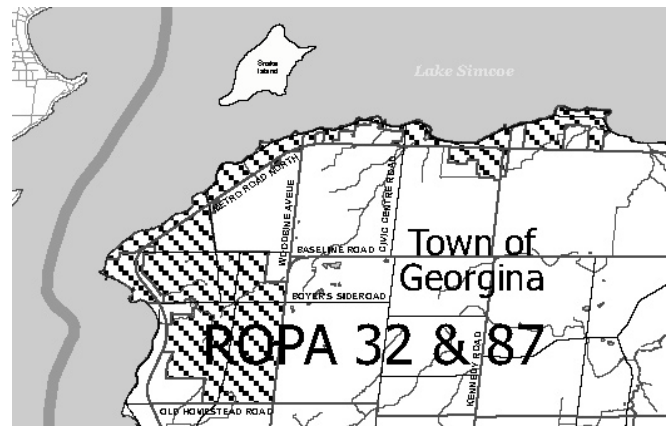 Snake
Island
Lake Simcoe
METRO ROAD NORTH
WOODBINE AVEUE
CIVIC CENTRE ROAD
BASELINE ROAD
Town of
Georgina
BOYER'S SIDEROAD
ROPA 32 & 87
KENNEDY ROAD
OLD HOMESTEAD ROAD